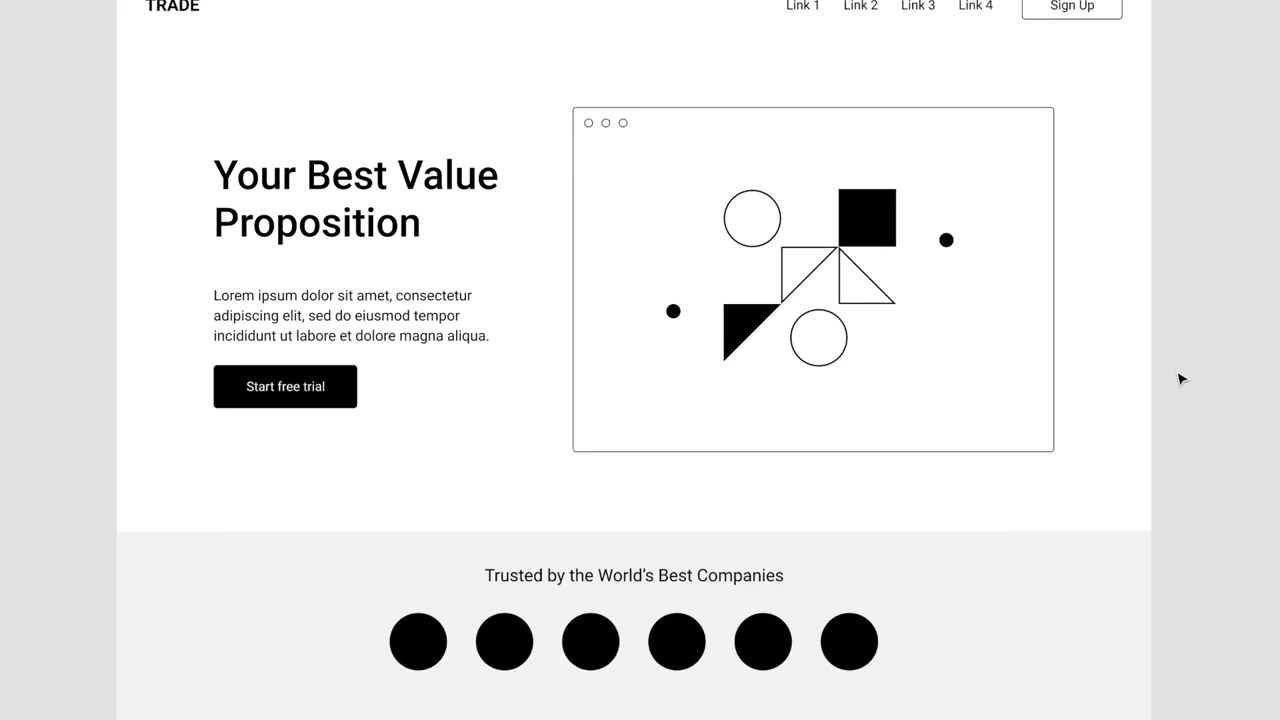 TRADE
Link 1 Link 2 Link 3 Link 4 Sign Up
Your Best Value
Proposition
Lorem ipsum dolor sit amet, consectetur
adipiscing elit, sed do eiusmod tempor
incididunt ut labore et dolore magna aliqua.
Start free trial
Trusted by the World's Best Companies